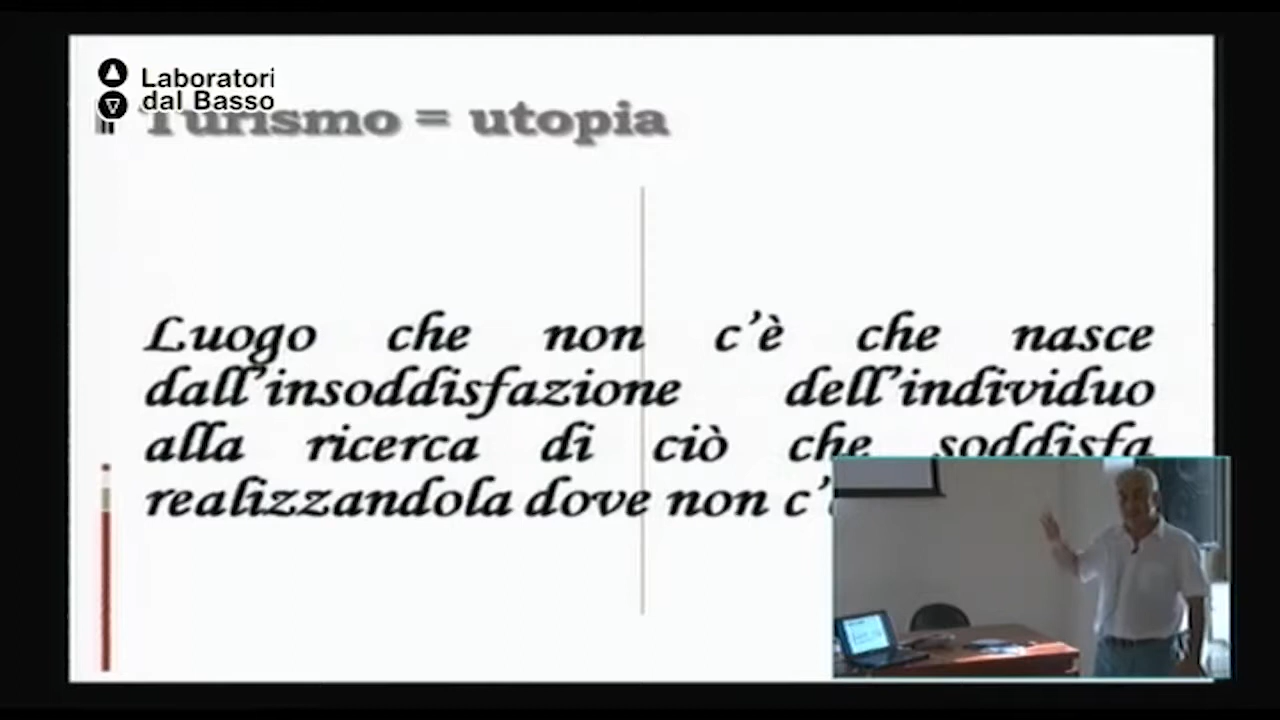 Laboratori
dal Basso
Turismo = utopia
Luogo che non c'è che nasce
dall'insoddisfazione dell'individuo
alla ricerca di ciò che soddisfa
realizzandola dove non